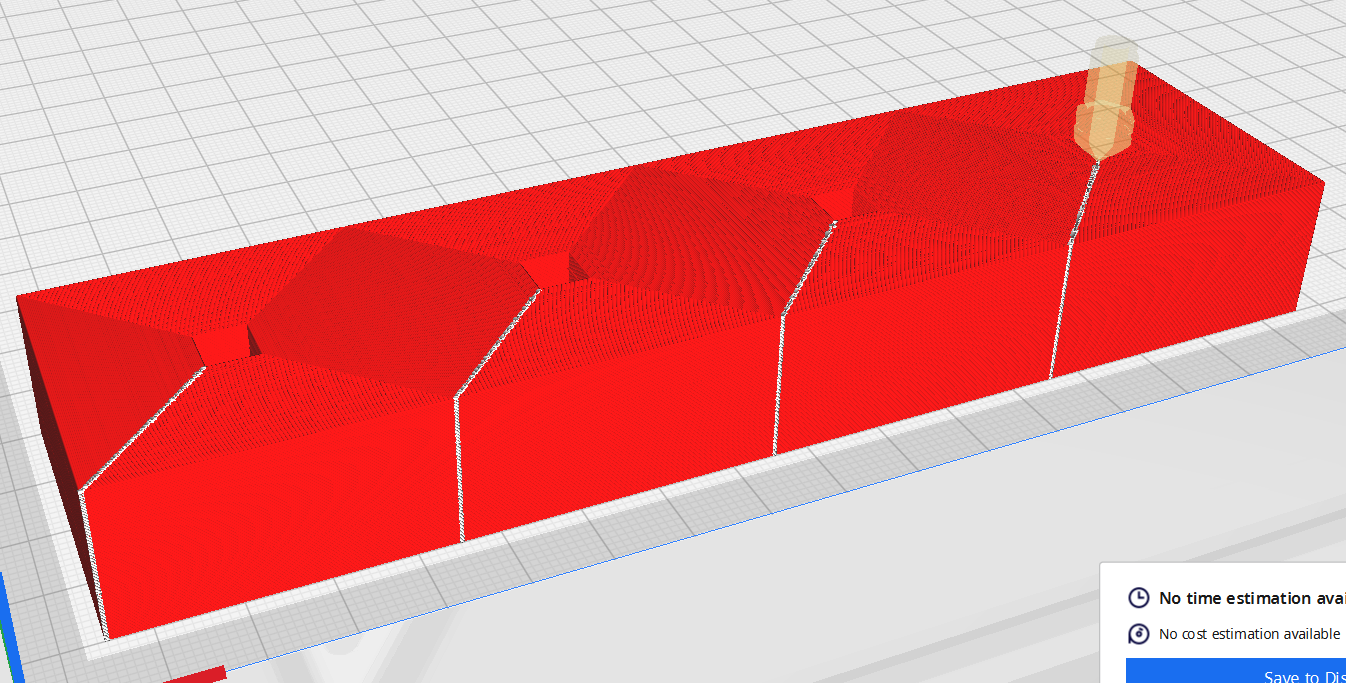 No time estimation avai
No cost estimation available
Save to Dis